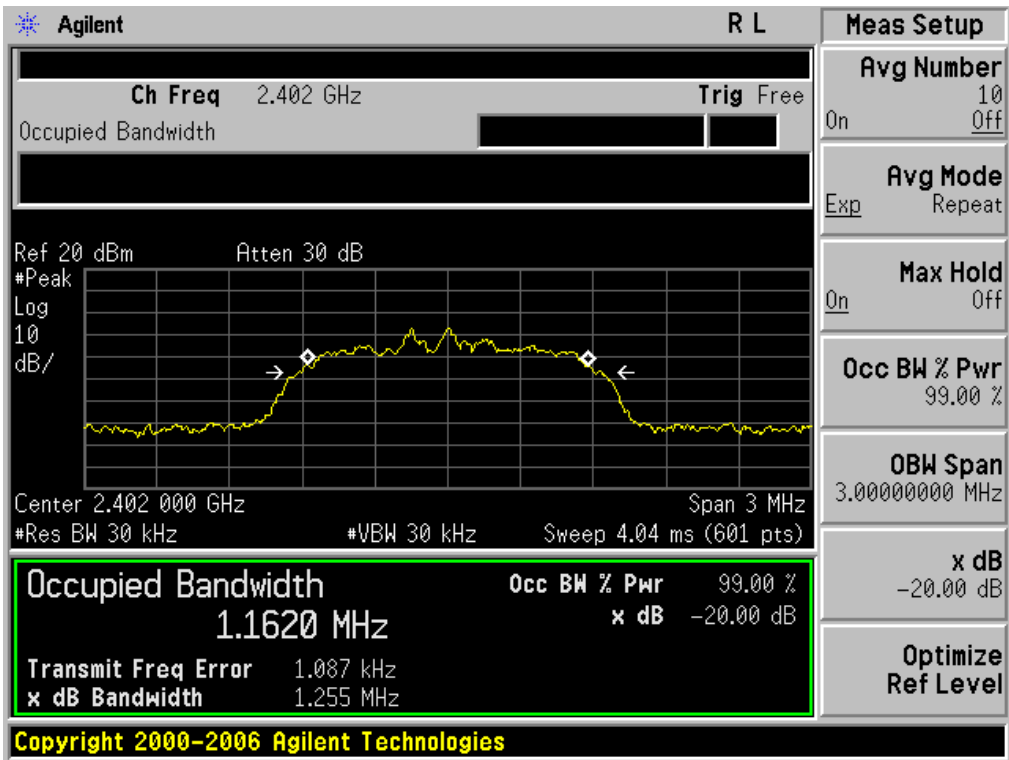 Agilent R L
Ch Freq 2.402 GHz Trig Free
Occupied Bandwidth
Ref 20 dBm Atten 30 dB
#Peak
Log
10
dB/
Center 2.402 000 GHz Span 3 MHz
#Res BW 30 kHz #VBW 30 kHz Sweep 4.04 ms (601 pts)
Occupied Bandwidth Occ BW % Pwr 99.00 %
1.1620 MHz x dB -20.00 dB
Transmit Freq Error 1.087 kHz
x dB Bandwidth 1.255 MHz
Copyright 2000-2006 Agilent Technologies
Meas Setup
Avg Number
10
On Off
Avg Mode
Exp Repeat
Max Hold
On Off
Occ BW % Pwr
99.00 %
OBW Span
3.00000000 MHz
x dB
-20.00 dB
Optimize
Ref Level